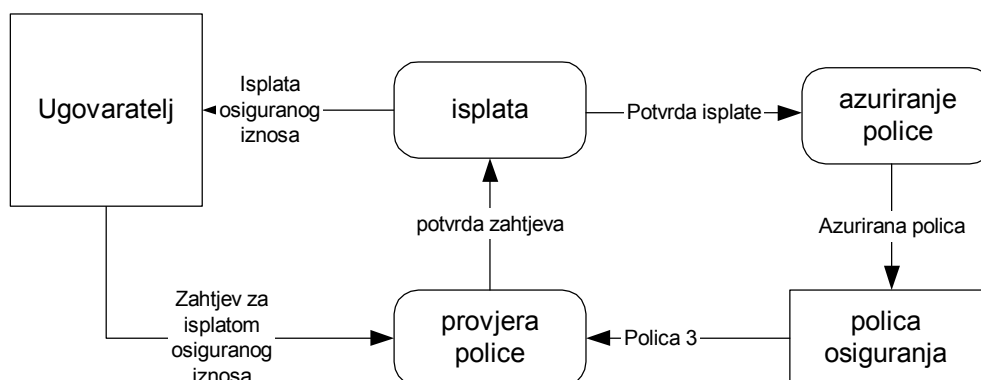 Ugovaratelj
Isplata
osiguranog
iznosa
isplata
Potvrda isplate
azuriranje
police
potvrda zahtjeva
Azurirana polica
Zahtjev za
isplatom
osiguranog
iznosa
provjera
police
Polica 3
polica
osiguranja